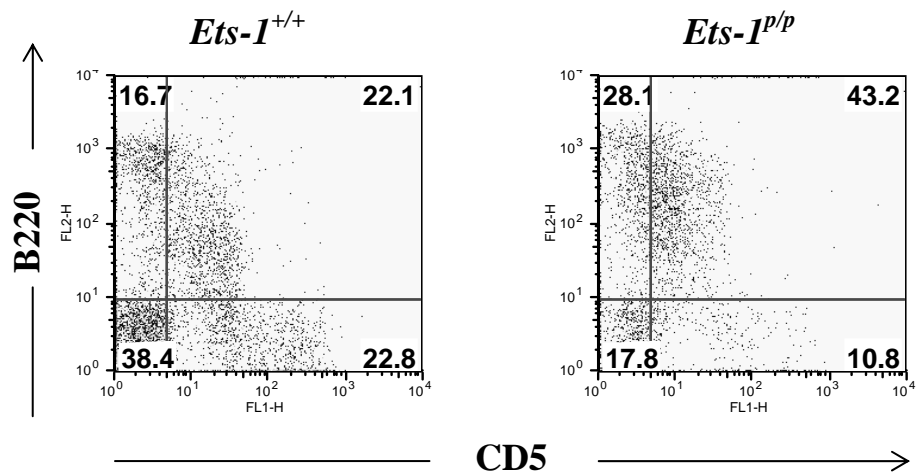 Ets-1+/+
Ets-1p/p
B220
10⁴
10³
10²
10¹
10⁰
FL2-H
16.7
22.1
38.4
22.8
10⁰ 10¹ 10² 10³ 10⁴
FL1-H
10⁴
10³
10²
10¹
10⁰
FL2-H
28.1
43.2
17.8
10.8
10⁰ 10¹ 10² 10³ 10⁴
FL1-H
CD5